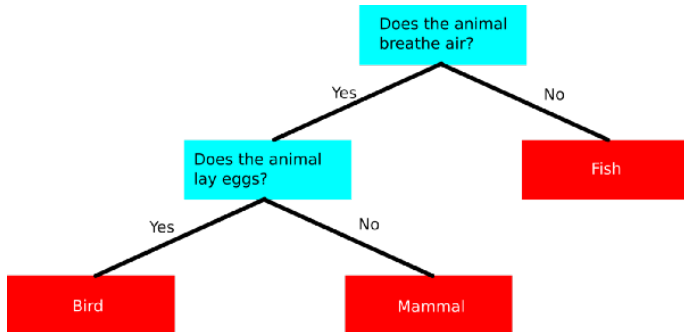 Does the animal
breathe air?
Yes
No
Does the animal
lay eggs?
Fish
Yes
No
Bird
Mammal